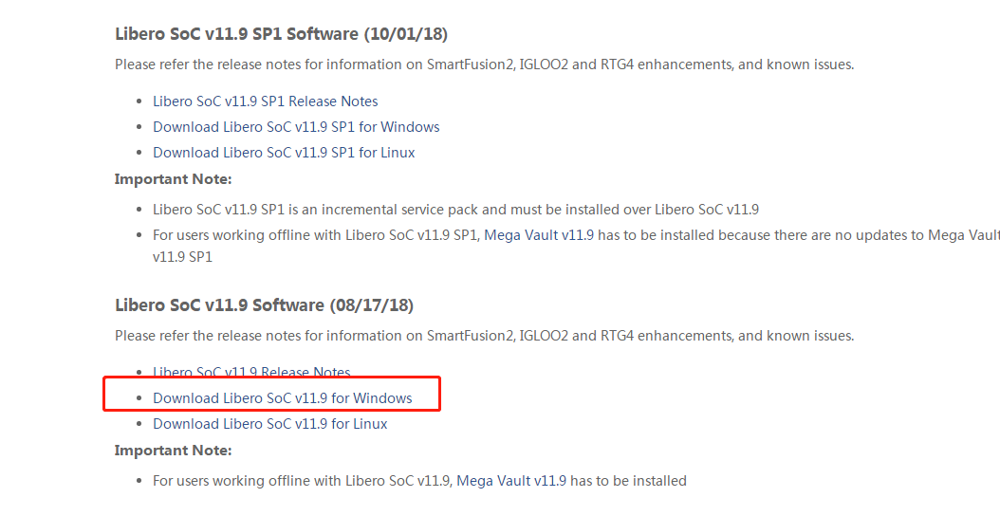 Libero SoC v11.9 SP1 Software (10/01/18)
Please refer the release notes for information on SmartFusion2, IGLOO2 and RTG4 enhancements, and known issues.
• Libero SoC v11.9 SP1 Release Notes
• Download Libero SoC v11.9 SP1 for Windows
• Download Libero SoC v11.9 SP1 for Linux
Important Note:
• Libero SoC v11.9 SP1 is an incremental service pack and must be installed over Libero SoC v11.9
• For users working offline with Libero SoC v11.9 SP1, Mega Vault v11.9 has to be installed because there are no updates to Mega Vault
v11.9 SP1
Libero SoC v11.9 Software (08/17/18)
Please refer the release notes for information on SmartFusion2, IGLOO2 and RTG4 enhancements, and known issues.
• Libero SoC v11.9 Release Notes
• Download Libero SoC v11.9 for Windows
• Download Libero SoC v11.9 for Linux
Important Note:
• For users working offline with Libero SoC v11.9, Mega Vault v11.9 has to be installed